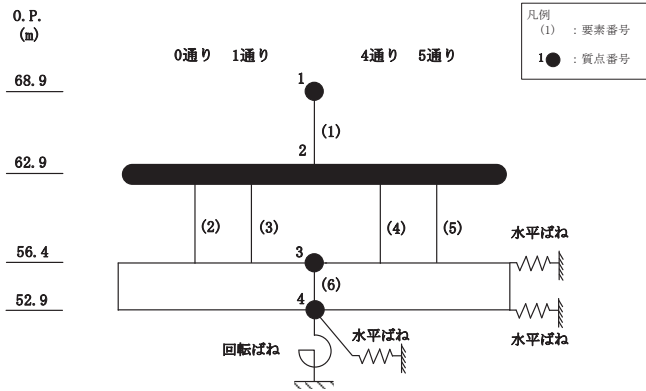 O.P.
(m)
凡例
(1) : 要素番号
1 : 質点番号
0通り 1通り 4通り 5通り
68.9
1
(1)
2
62.9
(2) (3) (4) (5)
水平ばね
56.4
3
(6)
52.9
4
水平ばね
回転ばね
水平ばね